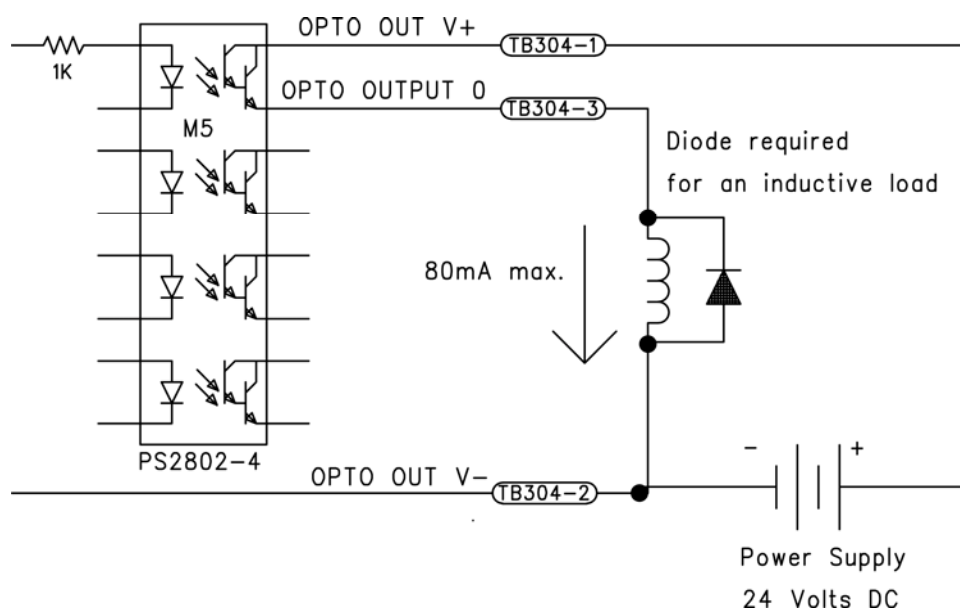 OPTO OUT V+
TB304-1
1K
OPTO OUTPUT 0
TB304-3
M5
Diode required
for an inductive load
80mA max.
PS2802-4
OPTO OUT V-
TB304-2
- +
Power Supply
24 Volts DC